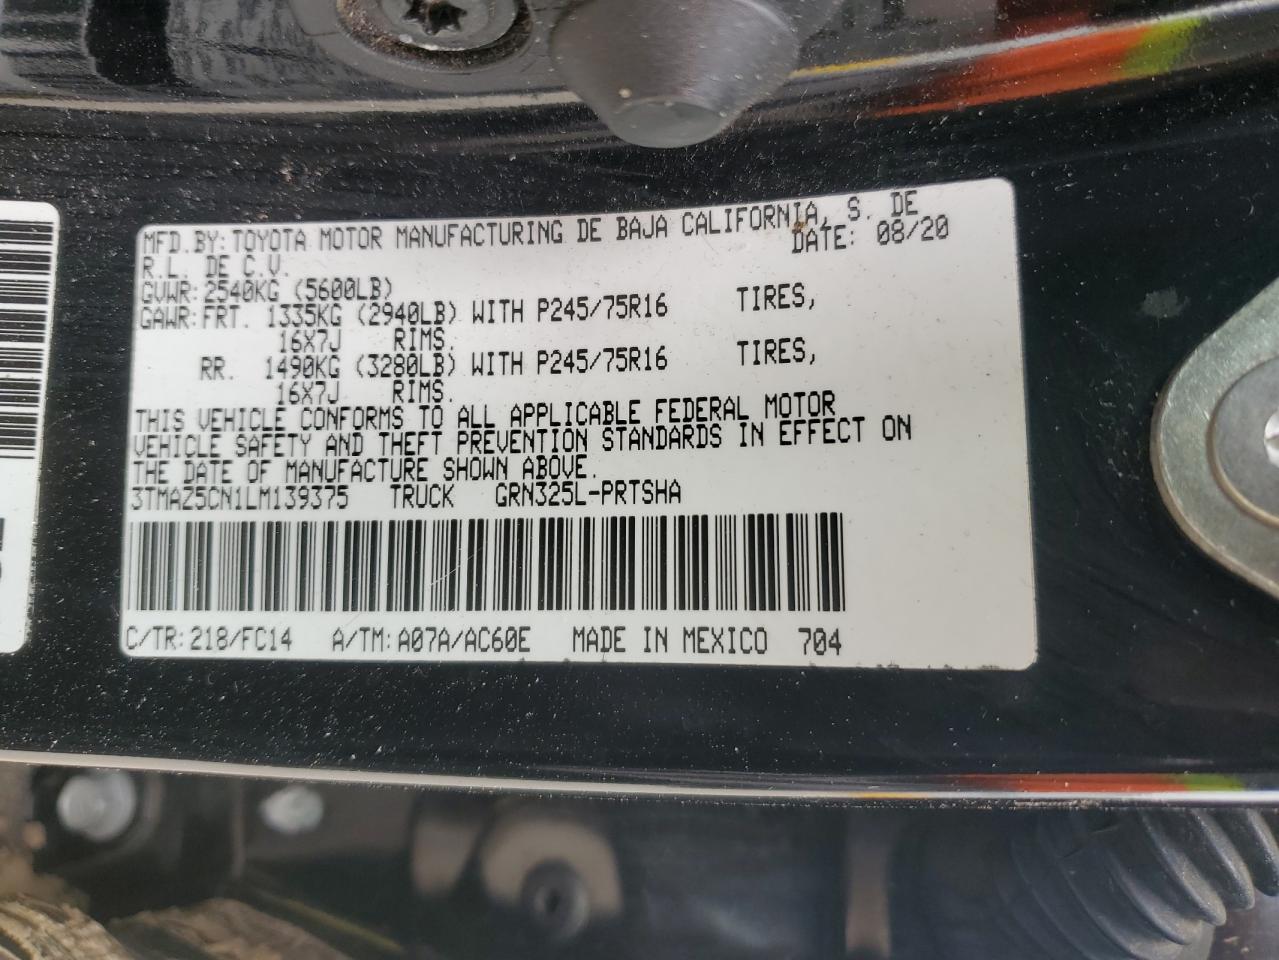 MFD.BY:TOYOTA MOTOR MANUFACTURING DE BAJA CALIFORNIA, S. DE
R.L. DE C.V. DATE: 08/20
GVWR:2540KG (5600LB)
GAWR:FRT. 1335KG (2940LB) WITH P245/75R16 TIRES,
16X7J RIMS.
RR. 1490KG (3280LB) WITH P245/75R16 TIRES,
16X7J RIMS.
THIS VEHICLE CONFORMS TO ALL APPLICABLE FEDERAL MOTOR
VEHICLE SAFETY AND THEFT PREVENTION STANDARDS IN EFFECT ON
THE DATE OF MANUFACTURE SHOWN ABOVE.
3TMAZ5CN1LM139375 TRUCK GRN325L-PRTSHA
C/TR:218/FC14 A/TM:A07A/AC60E MADE IN MEXICO 704